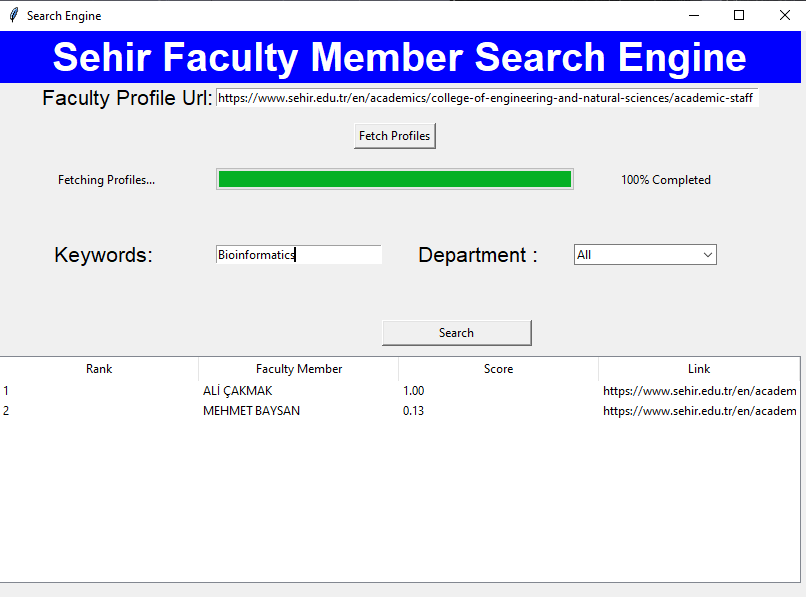 Search Engine
Sehir Faculty Member Search Engine
Faculty Profile Url: https://www.sehir.edu.tr/en/academics/college-of-engineering-and-natural-sciences/academic-staff
Fetch Profiles
Fetching Profiles... 100% Completed
Keywords: Bioinformatics Department : All
Search
Rank Faculty Member Score Link
1 ALİ ÇAKMAK 1.00 https://www.sehir.edu.tr/en/academ
2 MEHMET BAYSAN 0.13 https://www.sehir.edu.tr/en/academ